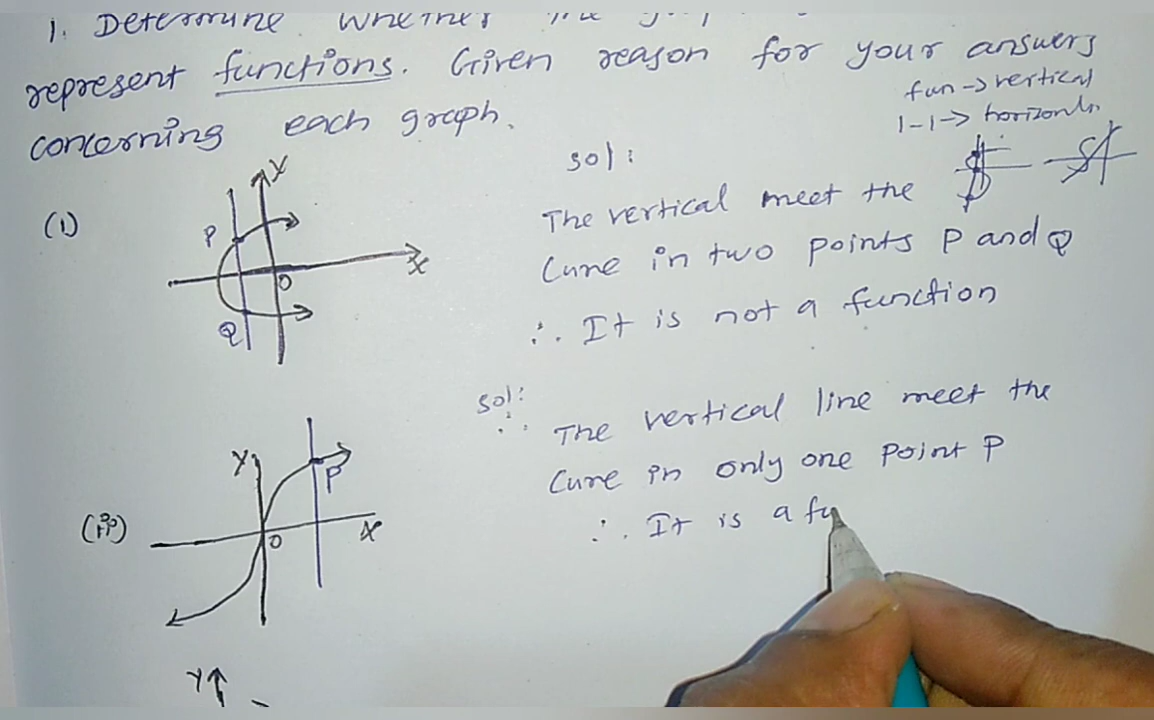 1. Determine whether the
represent functions. Given reason for your answers
concerning each graph.
fun -> vertical
1-1 ->
(i)
X
P
O
X
Q
sol:
The vertical meet the
Curve in two points P and Q
∴ It is not a function
(ii)
Y
P
O
X
sol:
∴ The vertical line meet the
Curve in only one point P
∴ It is a fu
Y